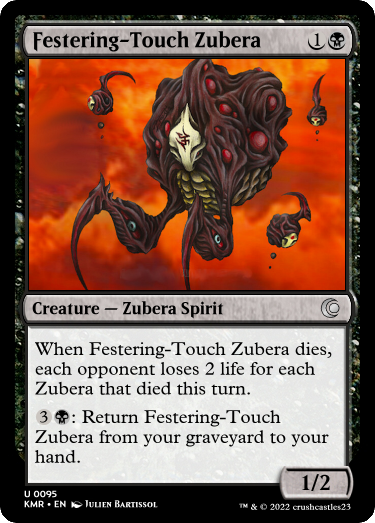 Festering-Touch Zubera 1
Creature — Zubera Spirit
When Festering-Touch Zubera dies,
each opponent loses 2 life for each
Zubera that died this turn.
3 : Return Festering-Touch
Zubera from your graveyard to your
hand.
1/2
U 0095
KMR • EN Julien Bartissol
™ & © 2022 crushcastles23